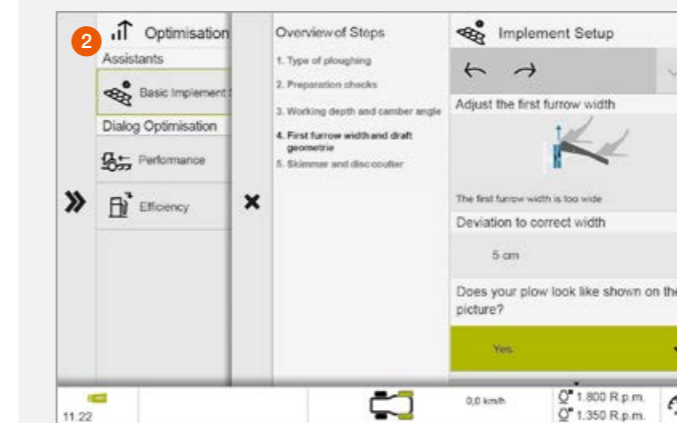 2
Optimisation
Assistants
Basic Implement
Dialog Optimisation
Performance
Efficiency
Overview of Steps
1. Type of ploughing
2. Preparation checks
3. Working depth and camber angle
4. First furrow width and draft
geometrie
5. Skimmer and disc coulter
Implement Setup
Adjust the first furrow width
The first furrow width is too wide
Deviation to correct width
5 cm
Does your plow look like shown on the
picture?
Yes
11.22
0,0 km/h
1.800 R.p.m.
1.350 R.p.m.